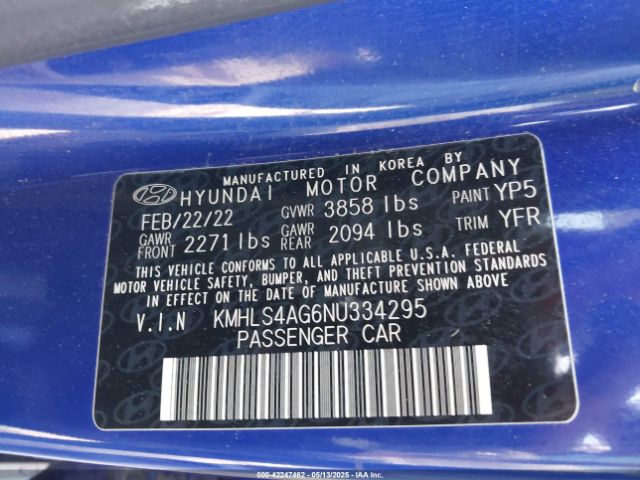 MANUFACTURED IN KOREA BY
HYUNDAI MOTOR COMPANY
FEB/22/22 GVWR 3858 lbs PAINT YP5
GAWR FRONT 2271 lbs GAWR REAR 2094 lbs TRIM YFR
THIS VEHICLE CONFORMS TO ALL APPLICABLE U.S.A. FEDERAL
MOTOR VEHICLE SAFETY, BUMPER, AND THEFT PREVENTION STANDARDS
IN EFFECT ON THE DATE OF MANUFACTURE SHOWN ABOVE
V.I.N KMHLS4AG6NU334295
PASSENGER CAR
© IAA-42247462 - 05/13/2025 - IAAI.COM